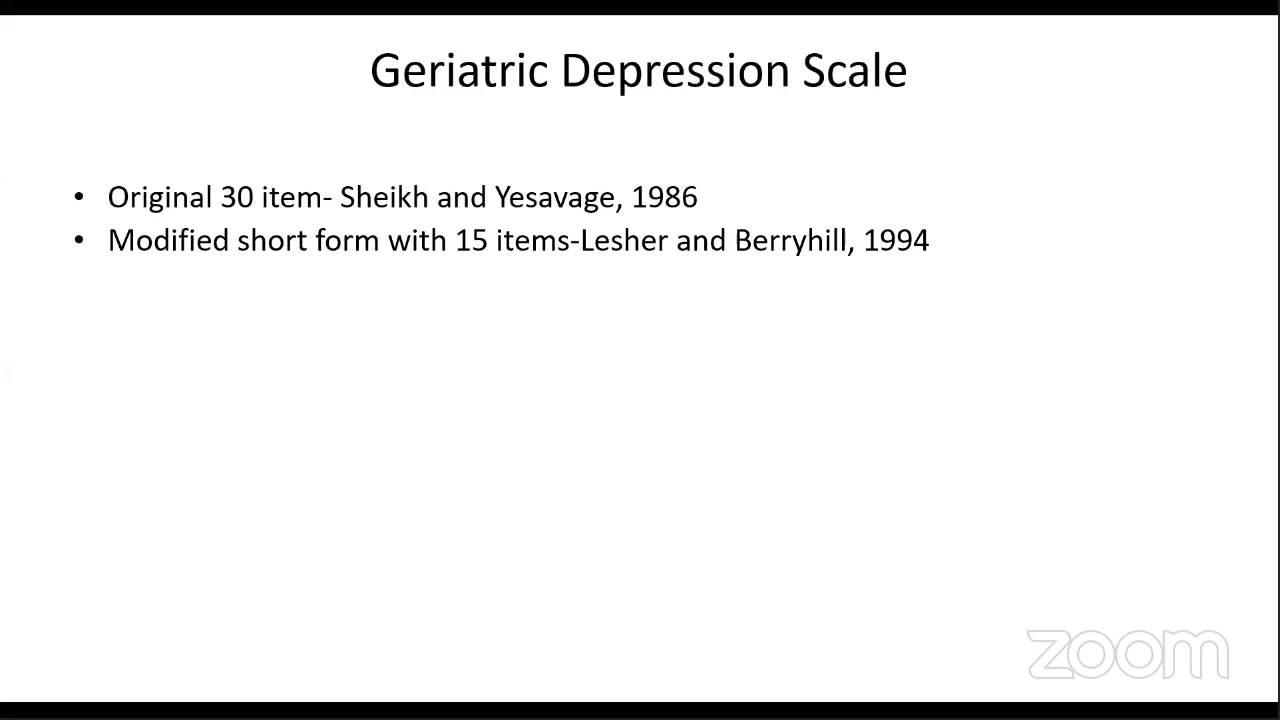 Geriatric Depression Scale
• Original 30 item- Sheikh and Yesavage, 1986
• Modified short form with 15 items-Lesher and Berryhill, 1994
zoom